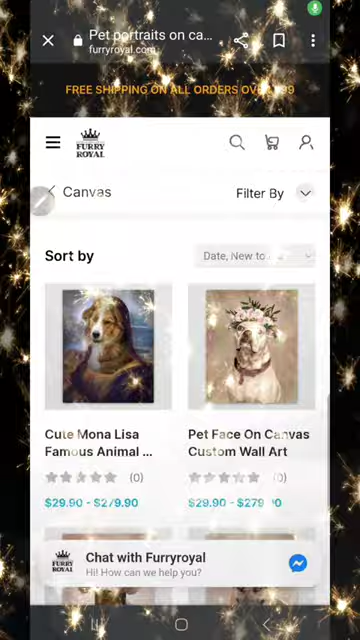 Pet portraits on ca...
furryroyal.com
FREE SHIPPING ON ALL ORDERS
FURRY
ROYAL
Canvas
Filter By
Sort by
Date, New to
Cute Mona Lisa
Famous Animal ...
(0)
$29.90 - $279.90
Pet Face On Canvas
Custom Wall Art
(0)
$29.90 - $279
FURRY
ROYAL
Chat with Furryroyal
Hi! How can we help you?